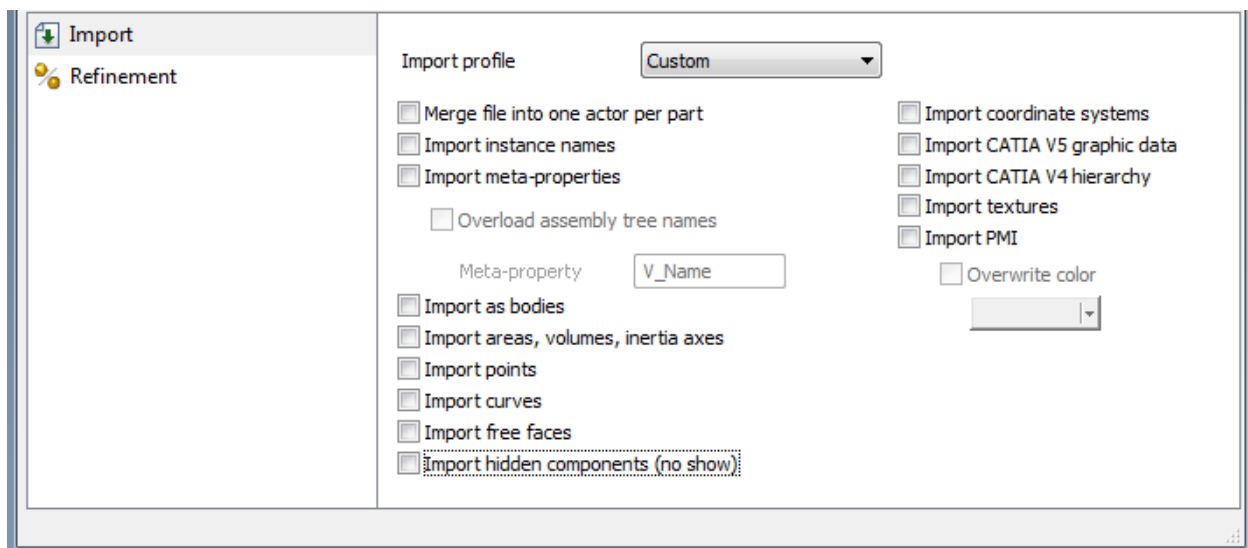 Import
Refinement
Import profile
Custom
Merge file into one actor per part
Import instance names
Import meta-properties
Overload assembly tree names
Meta-property
V_Name
Import as bodies
Import areas, volumes, inertia axes
Import points
Import curves
Import free faces
Import hidden components (no show)
Import coordinate systems
Import CATIA V5 graphic data
Import CATIA V4 hierarchy
Import textures
Import PMI
Overwrite color